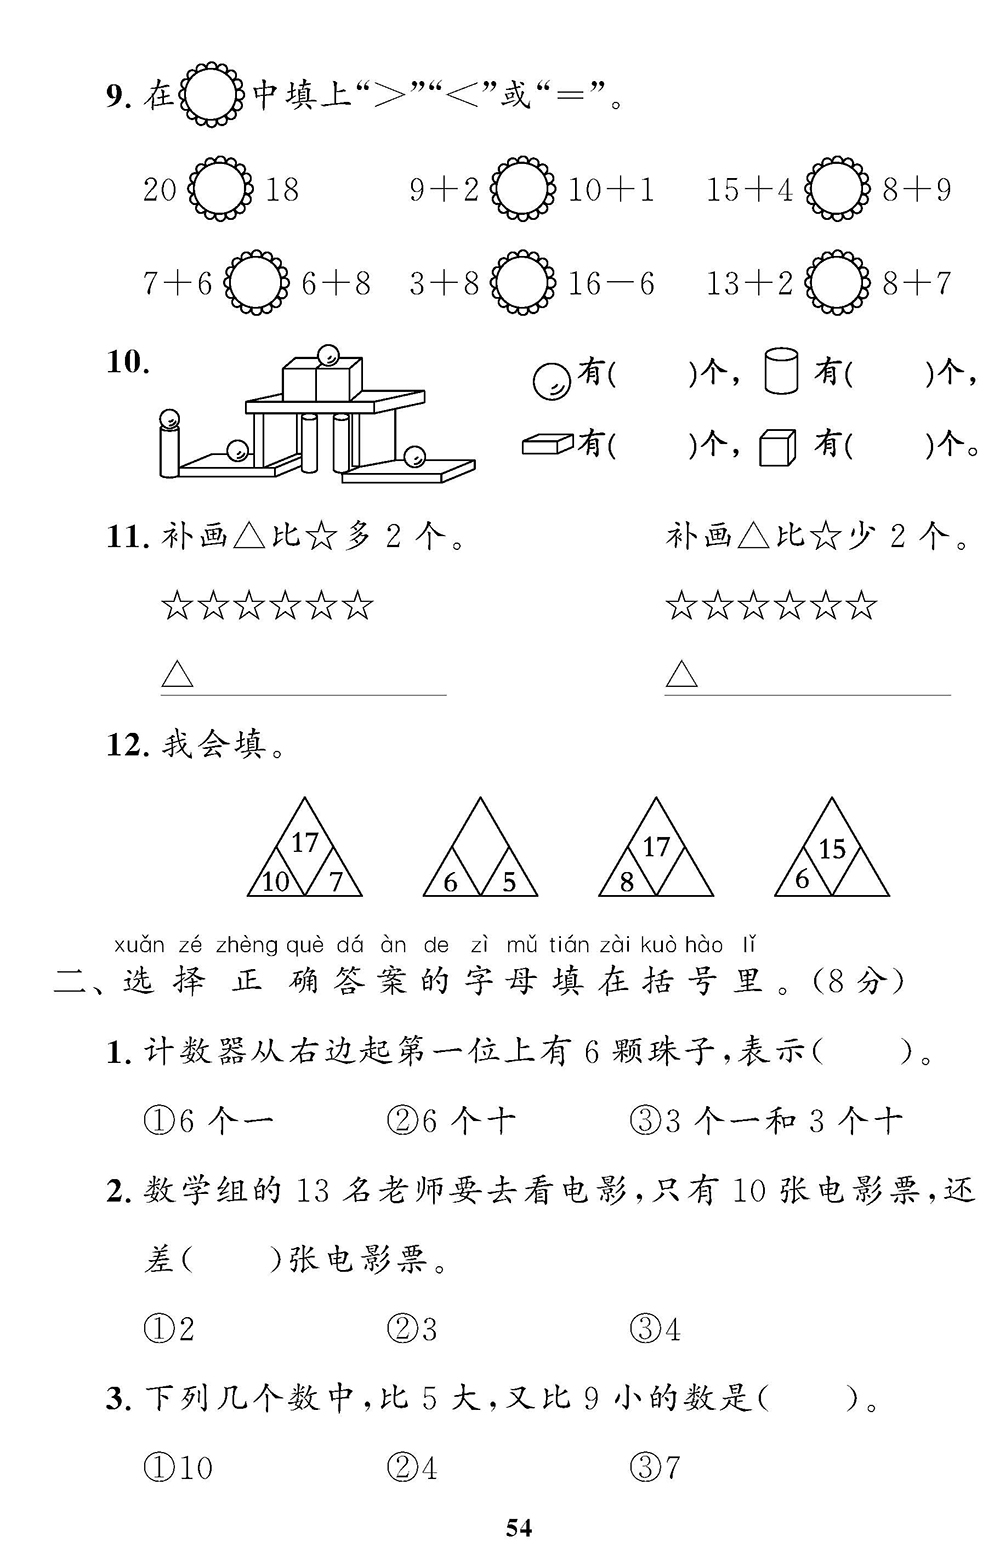 9. 在 中填上“＞”“＜”或“＝”。
20 18 9＋2 10＋1 15＋4 8＋9
7＋6 6＋8 3＋8 16－6 13＋2 8＋7
10. 有( )个， 有( )个，
有( )个， 有( )个。
11. 补画△比☆多 2 个。 补画△比☆少 2 个。
☆☆☆☆☆☆ ☆☆☆☆☆☆
△ △
12. 我会填。
17 17 15
10 7 6 5 8 6
xuǎn zé zhèng què dá àn de zì mǔ tián zài kuò hào lǐ
二、选择正确答案的字母填在括号里。(8分)
1. 计数器从右边起第一位上有 6 颗珠子，表示( )。
①6 个一 ②6 个十 ③3 个一和 3 个十
2. 数学组的 13 名老师要去看电影，只有 10 张电影票，还
差( )张电影票。
①2 ②3 ③4
3. 下列几个数中，比 5 大，又比 9 小的数是( )。
①10 ②4 ③7
54